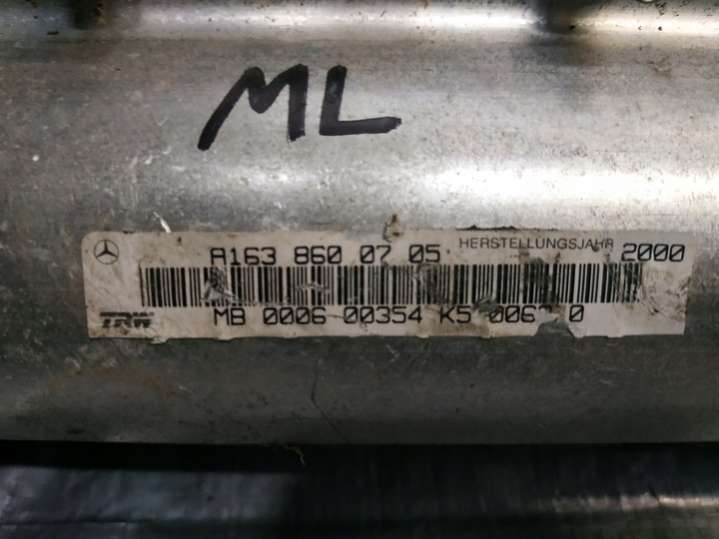 ML
A163 860 07 05 HERSTELLUNGSJAHR 2000
TRW MB 0006 00354 K5